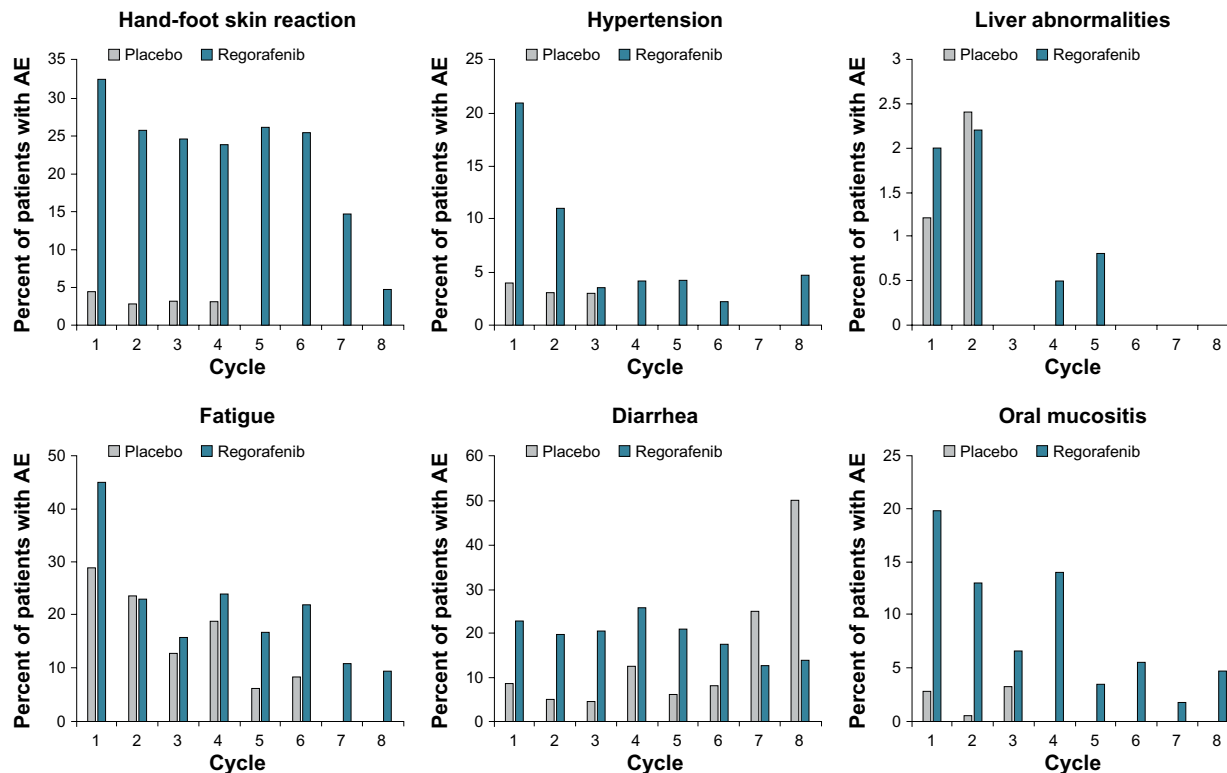 Hand-foot skin reaction
Placebo Regorafenib
Percent of patients with AE
35
30
25
20
15
10
5
0
1 2 3 4 5 6 7 8
Cycle
Hypertension
Placebo Regorafenib
Percent of patients with AE
25
20
15
10
5
0
1 2 3 4 5 6 7 8
Cycle
Liver abnormalities
Placebo Regorafenib
Percent of patients with AE
3
2.5
2
1.5
1
0.5
0
1 2 3 4 5 6 7 8
Cycle
Fatigue
Placebo Regorafenib
Percent of patients with AE
50
40
30
20
10
0
1 2 3 4 5 6 7 8
Cycle
Diarrhea
Placebo Regorafenib
Percent of patients with AE
60
50
40
30
20
10
0
1 2 3 4 5 6 7 8
Cycle
Oral mucositis
Placebo Regorafenib
Percent of patients with AE
25
20
15
10
5
0
1 2 3 4 5 6 7 8
Cycle